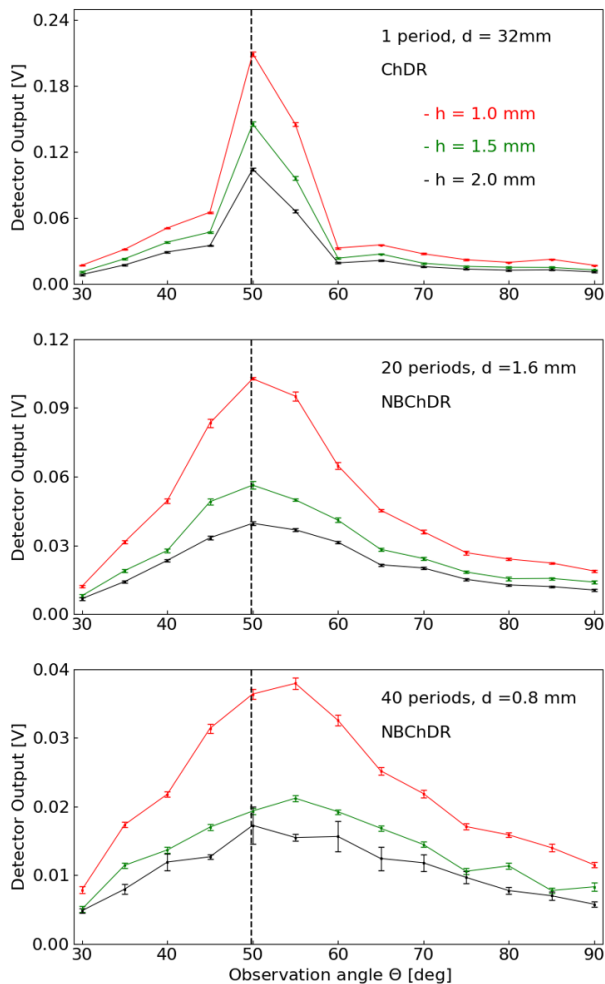 0.24
1 period, d = 32mm
0.18
ChDR
- h = 1.0 mm
0.12
- h = 1.5 mm
- h = 2.0 mm
0.06
0.00
Detector Output [V]
30 40 50 60 70 80 90
0.12
20 periods, d =1.6 mm
0.09
NBChDR
0.06
0.03
0.00
Detector Output [V]
30 40 50 60 70 80 90
0.04
40 periods, d =0.8 mm
0.03
NBChDR
0.02
0.01
0.00
Detector Output [V]
30 40 50 60 70 80 90
Observation angle Θ [deg]